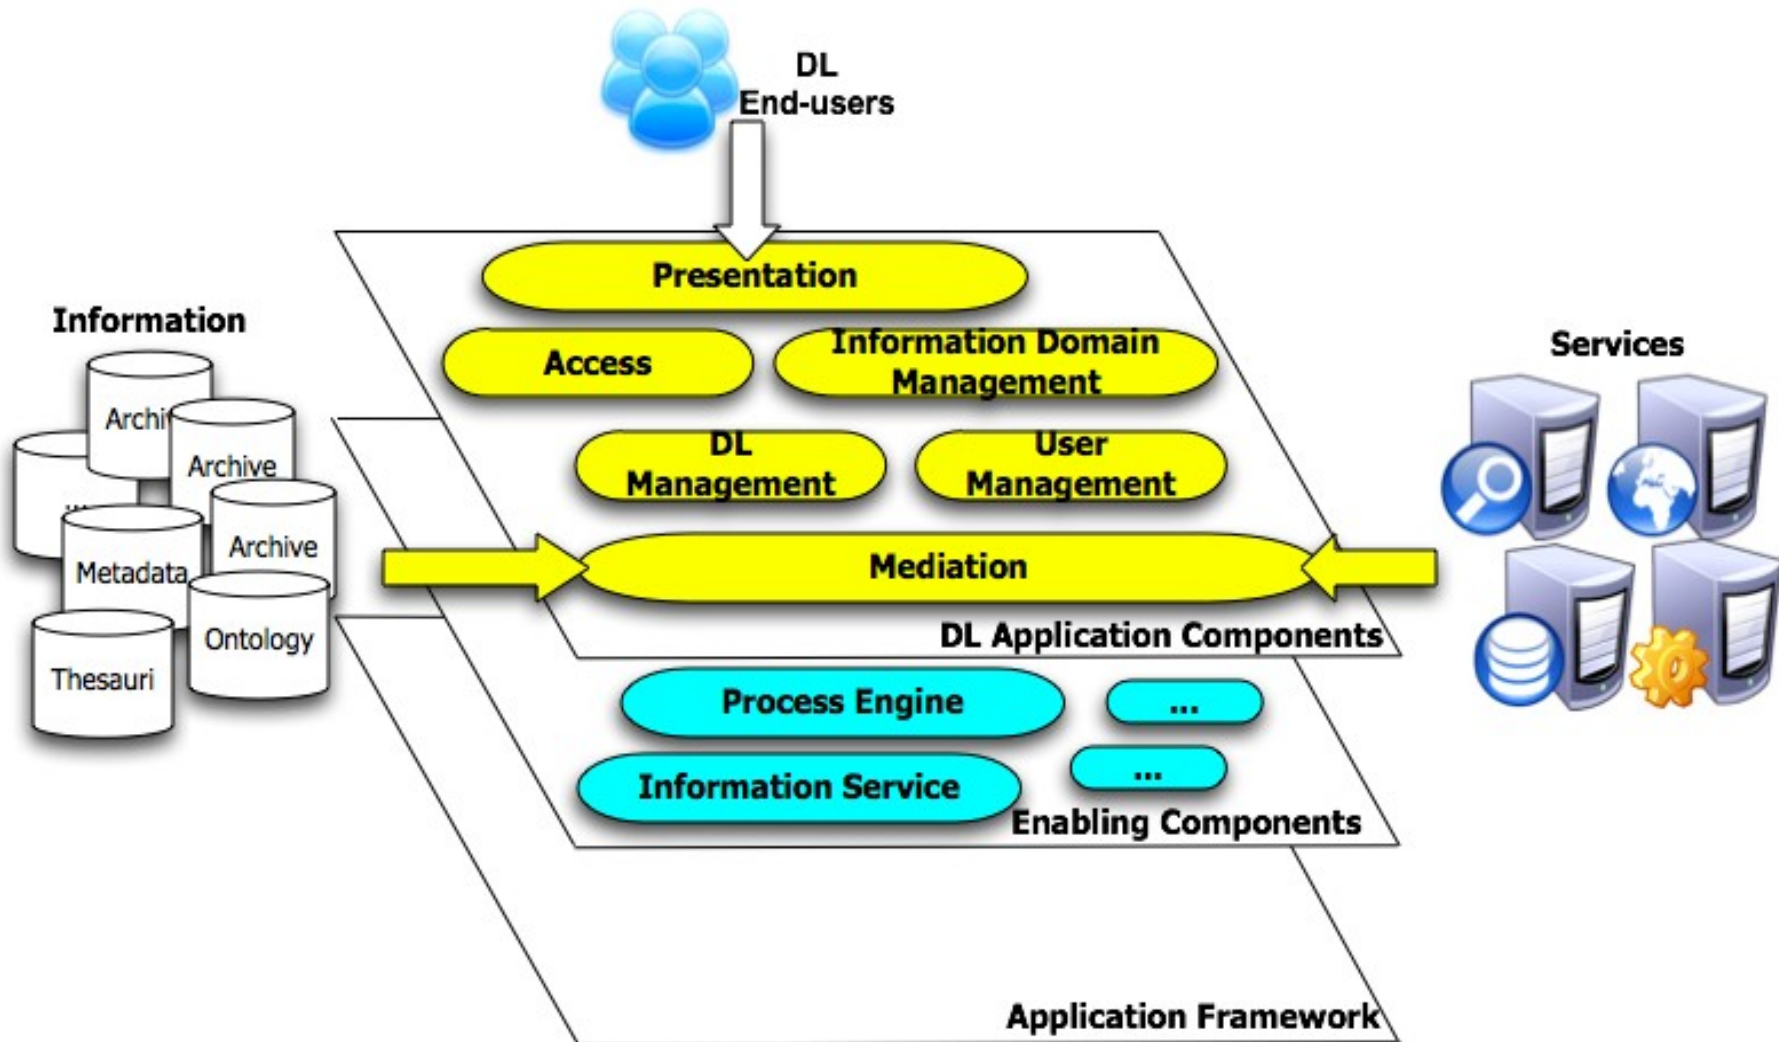 DL
End-users
Presentation
Information
Access
Information Domain
Management
Services
Archive
Archive
DL
Management
User
Management
...
Archive
Metadata
Mediation
Ontology
Thesauri
DL Application Components
Process Engine
...
Information Service
...
Enabling Components
Application Framework